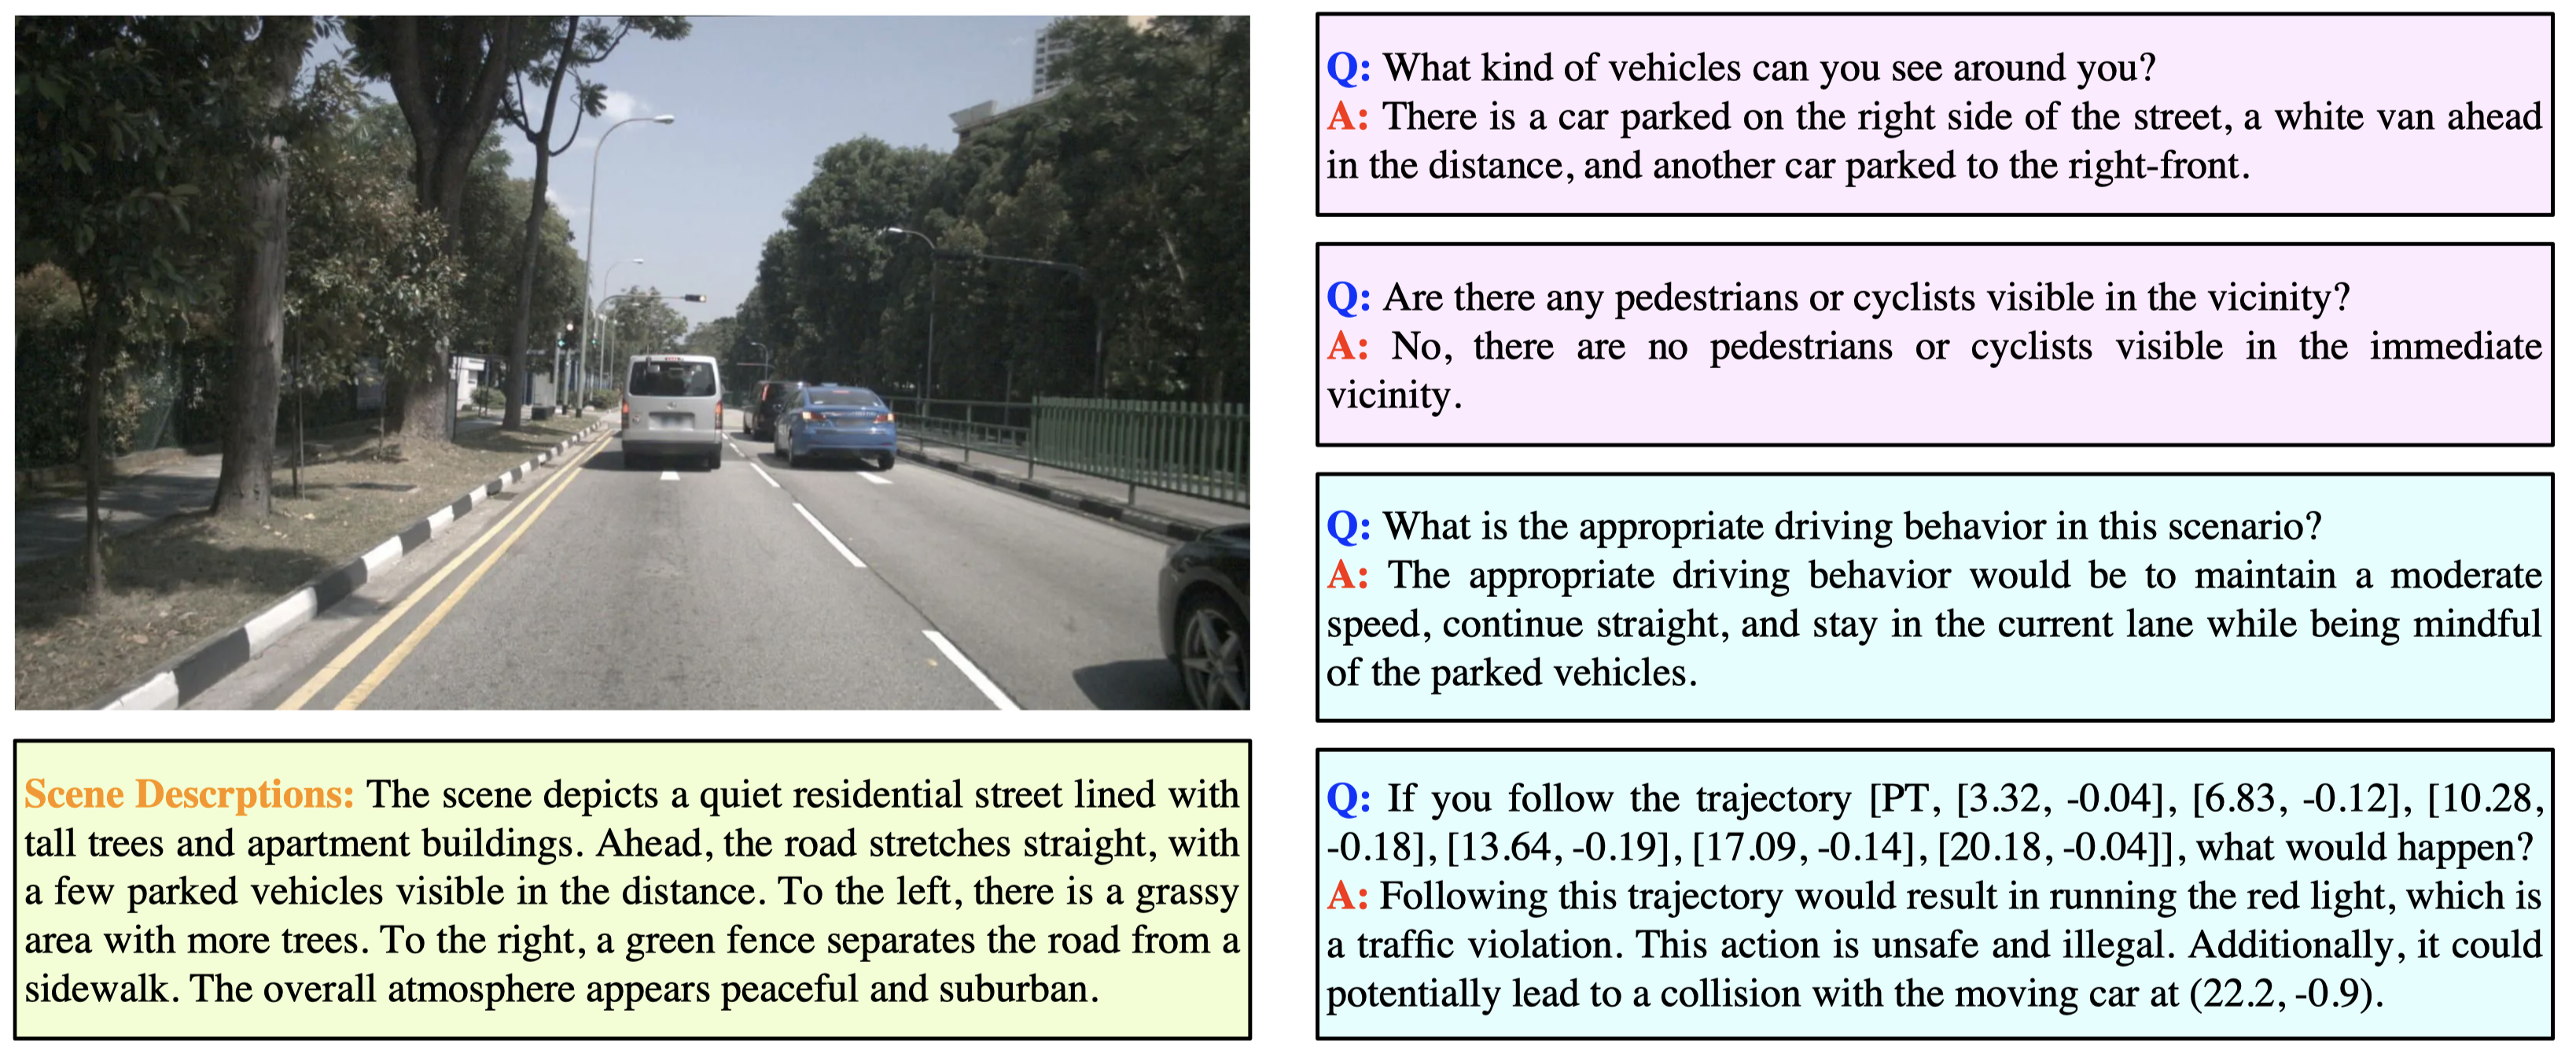 Scene Descrptions: The scene depicts a quiet residential street lined with
tall trees and apartment buildings. Ahead, the road stretches straight, with
a few parked vehicles visible in the distance. To the left, there is a grassy
area with more trees. To the right, a green fence separates the road from a
sidewalk. The overall atmosphere appears peaceful and suburban.
Q: What kind of vehicles can you see around you?
A: There is a car parked on the right side of the street, a white van ahead
in the distance, and another car parked to the right-front.
Q: Are there any pedestrians or cyclists visible in the vicinity?
A: No, there are no pedestrians or cyclists visible in the immediate
vicinity.
Q: What is the appropriate driving behavior in this scenario?
A: The appropriate driving behavior would be to maintain a moderate
speed, continue straight, and stay in the current lane while being mindful
of the parked vehicles.
Q: If you follow the trajectory [PT, [3.32, -0.04], [6.83, -0.12], [10.28,
-0.18], [13.64, -0.19], [17.09, -0.14], [20.18, -0.04]], what would happen?
A: Following this trajectory would result in running the red light, which is
a traffic violation. This action is unsafe and illegal. Additionally, it could
potentially lead to a collision with the moving car at (22.2, -0.9).